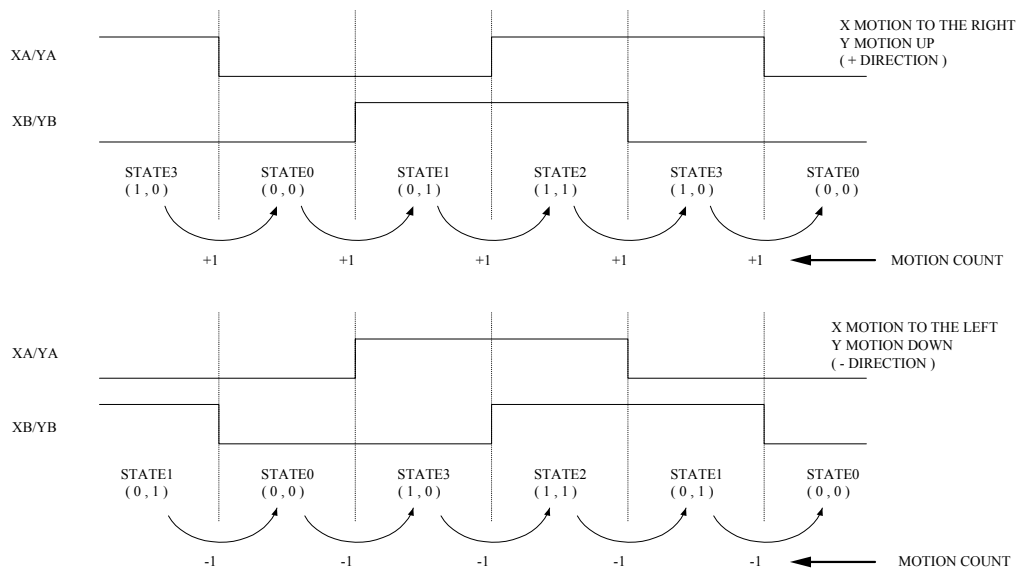 X MOTION TO THE RIGHT
Y MOTION UP
( + DIRECTION )
XA/YA
XB/YB
STATE3 STATE0 STATE1 STATE2 STATE3 STATE0
( 1 , 0 ) ( 0 , 0 ) ( 0 , 1 ) ( 1 , 1 ) ( 1 , 0 ) ( 0 , 0 )
+1 +1 +1 +1 +1 MOTION COUNT
X MOTION TO THE LEFT
Y MOTION DOWN
( - DIRECTION )
XA/YA
XB/YB
STATE1 STATE0 STATE3 STATE2 STATE1 STATE0
( 0 , 1 ) ( 0 , 0 ) ( 1 , 0 ) ( 1 , 1 ) ( 0 , 1 ) ( 0 , 0 )
-1 -1 -1 -1 -1 MOTION COUNT